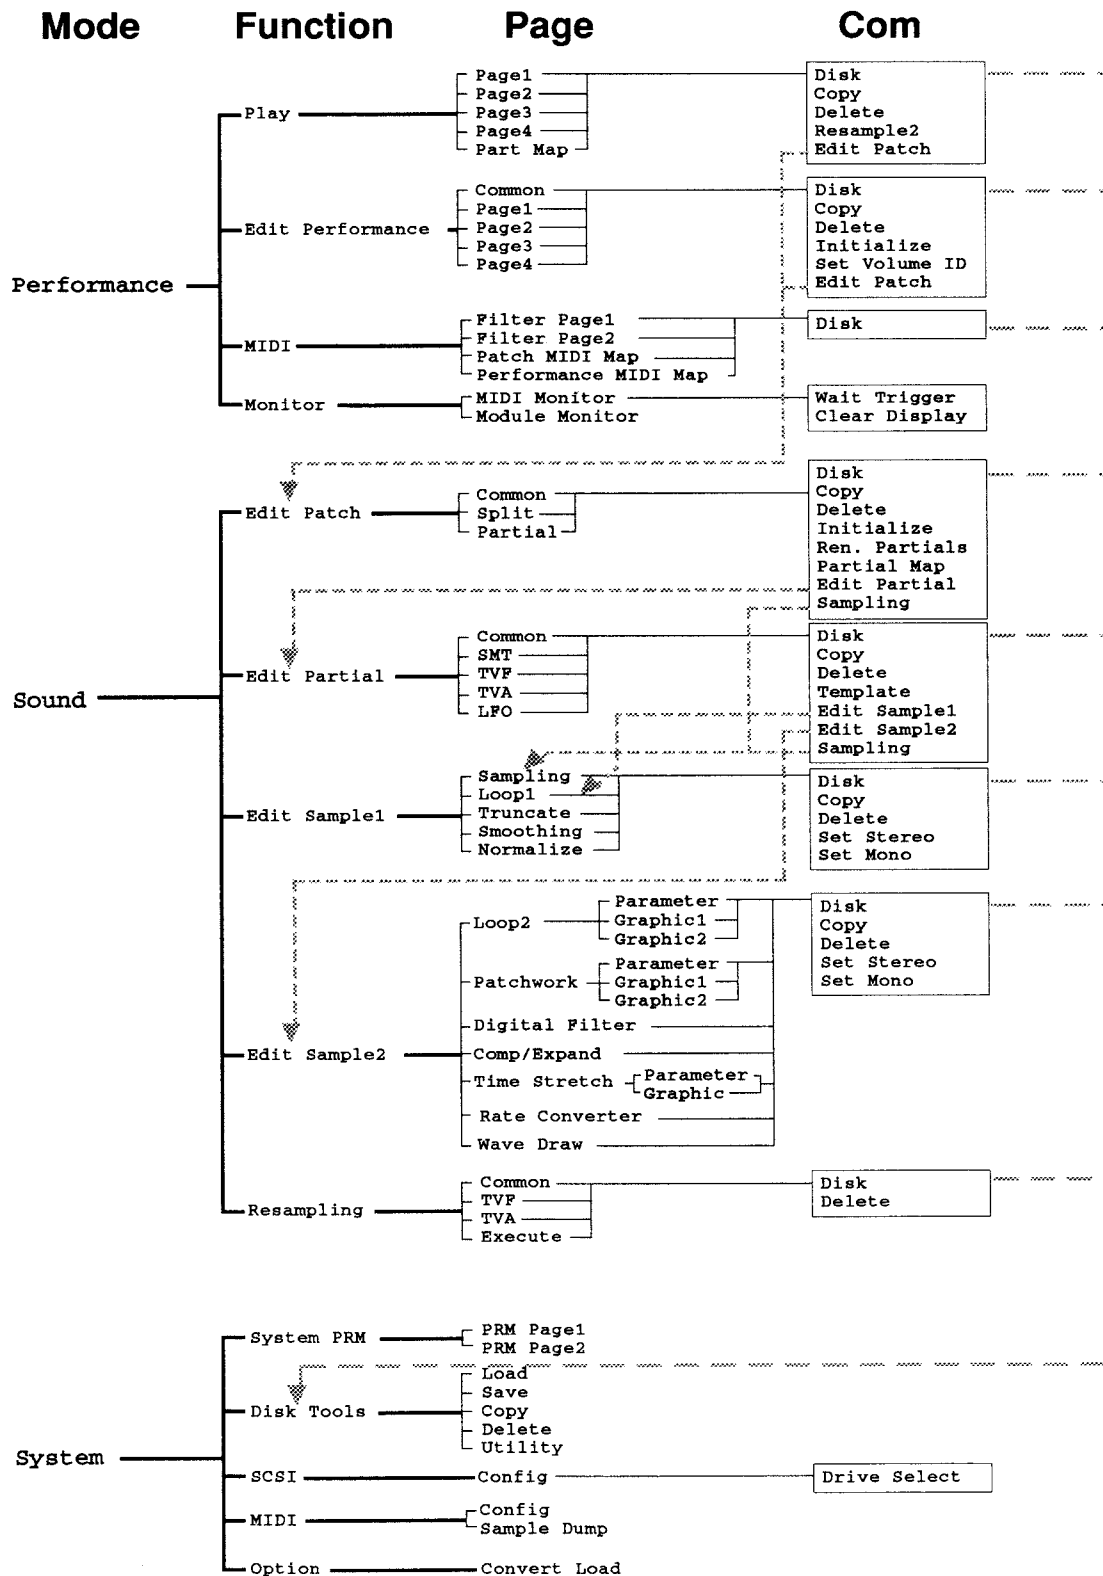 Mode Function Page Com
Performance
Play
Page1
Page2
Page3
Page4
Part Map
Disk
Copy
Delete
Resample2
Edit Patch
Edit Performance
Common
Page1
Page2
Page3
Page4
Disk
Copy
Delete
Initialize
Set Volume ID
Edit Patch
MIDI
Filter Page1
Filter Page2
Patch MIDI Map
Performance MIDI Map
Disk
Monitor
MIDI Monitor
Module Monitor
Wait Trigger
Clear Display
Sound
Edit Patch
Common
Split
Partial
Disk
Copy
Delete
Initialize
Ren. Partials
Partial Map
Edit Partial
Sampling
Edit Partial
Common
SMT
TVF
TVA
LFO
Disk
Copy
Delete
Template
Edit Sample1
Edit Sample2
Sampling
Edit Sample1
Sampling
Loop1
Truncate
Smoothing
Normalize
Disk
Copy
Delete
Set Stereo
Set Mono
Edit Sample2
Loop2
Parameter
Graphic1
Graphic2
Patchwork
Parameter
Graphic1
Graphic2
Digital Filter
Comp/Expand
Time Stretch
Parameter
Graphic
Rate Converter
Wave Draw
Disk
Copy
Delete
Set Stereo
Set Mono
Resampling
Common
TVF
TVA
Execute
Disk
Delete
System
System PRM
PRM Page1
PRM Page2
Disk Tools
Load
Save
Copy
Delete
Utility
SCSI
Config
Drive Select
MIDI
Config
Sample Dump
Option
Convert Load